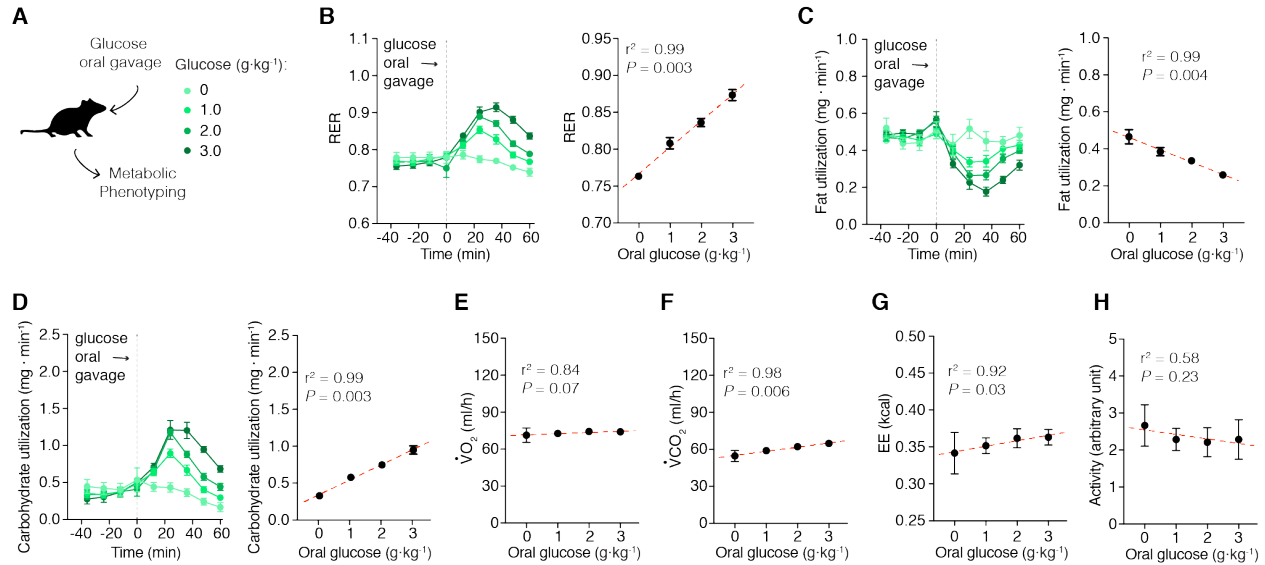 A
Glucose
oral gavage
Glucose (g·kg⁻¹):
0
1.0
2.0
3.0
Metabolic
Phenotyping
B
glucose
oral →
gavage
RER
1.1
1.0
0.9
0.8
0.7
0.6
-40 -20 0 20 40 60
Time (min)
r² = 0.99
P = 0.003
RER
0.95
0.90
0.85
0.80
0.75
0.70
0 1 2 3
Oral glucose (g·kg⁻¹)
C
glucose
oral →
gavage
Fat utilization (mg · min⁻¹)
1.0
0.8
0.6
0.4
0.2
0.0
-40 -20 0 20 40 60
Time (min)
r² = 0.99
P = 0.004
Fat utilization (mg · min⁻¹)
1.0
0.8
0.6
0.4
0.2
0.0
0 1 2 3
Oral glucose (g·kg⁻¹)
D
glucose
oral →
gavage
Carbohydrate utilization (mg · min⁻¹)
2.5
2.0
1.5
1.0
0.5
0.0
-40 -20 0 20 40 60
Time (min)
r² = 0.99
P = 0.003
Carbohydrate utilization (mg · min⁻¹)
2.5
2.0
1.5
1.0
0.5
0.0
0 1 2 3
Oral glucose (g·kg⁻¹)
E
r² = 0.84
P = 0.07
V̇O₂ (ml/h)
150
120
90
60
30
0
0 1 2 3
F
r² = 0.98
P = 0.006
V̇CO₂ (ml/h)
150
120
90
60
30
0
0 1 2 3
Oral glucose (g·kg⁻¹)
G
r² = 0.92
P = 0.03
EE (kcal)
0.50
0.45
0.40
0.35
0.30
0.25
0 1 2 3
Oral glucose (g·kg⁻¹)
H
r² = 0.58
P = 0.23
Activity (arbitrary unit)
5
4
3
2
1
0
0 1 2 3
Oral glucose (g·kg⁻¹)
Oral glucose (g·kg⁻¹)